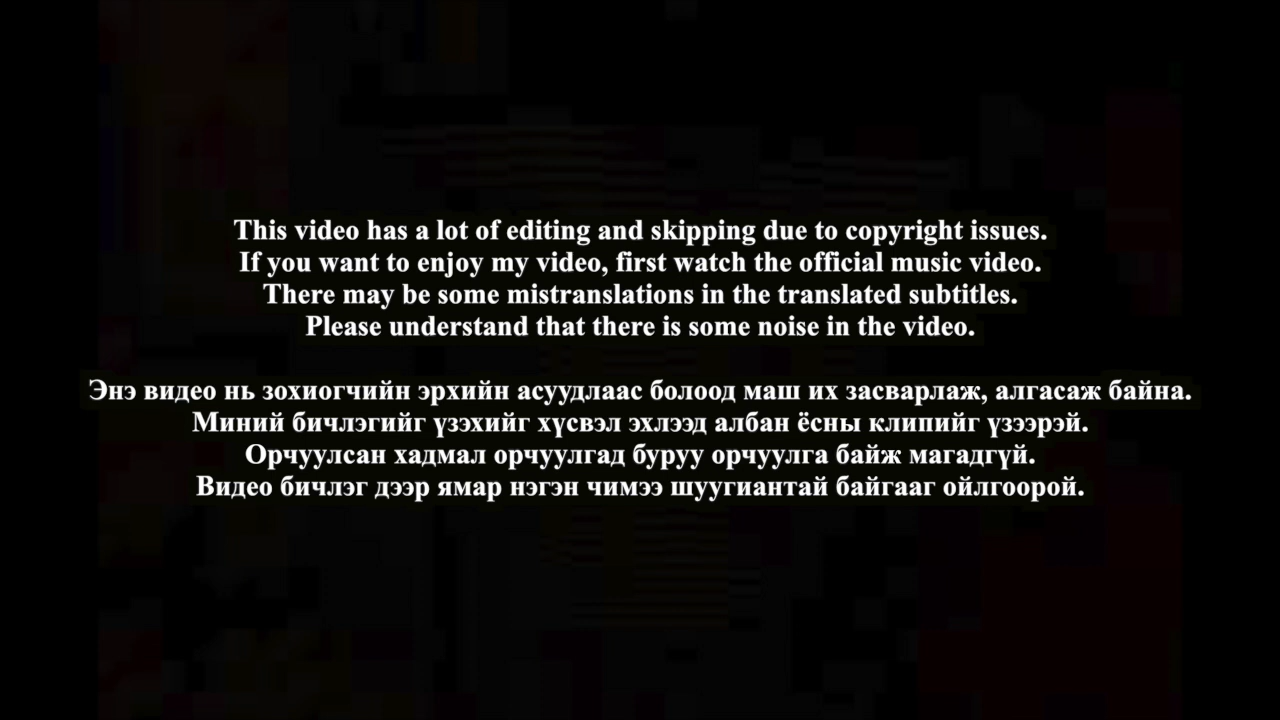 This video has a lot of editing and skipping due to copyright issues.
If you want to enjoy my video, first watch the official music video.
There may be some mistranslations in the translated subtitles.
Please understand that there is some noise in the video.
Энэ видео нь зохиогчийн эрхийн асуудлаас болоод маш их засварлаж, алгасаж байна.
Миний бичлэгийг үзэхийг хүсвэл эхлээд албан ёсны клипийг үзээрэй.
Орчуулсан хадмал орчуулгад буруу орчуулга байж магадгүй.
Видео бичлэг дээр ямар нэгэн чимээ шуугиантай байгааг ойлгоорой.